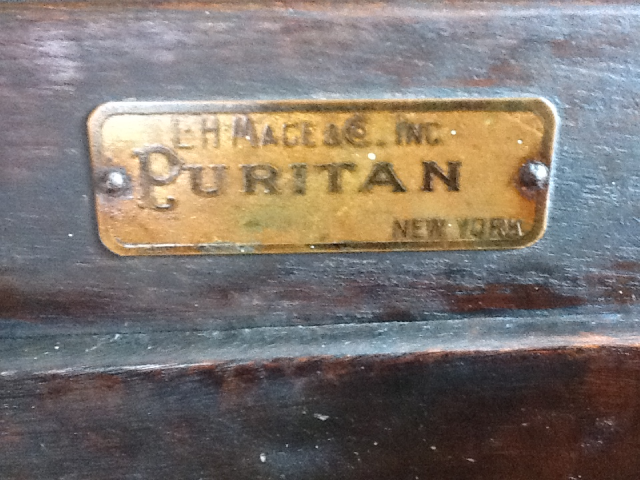 L.H. MACE & CO., INC.
PURITAN
NEW YORK